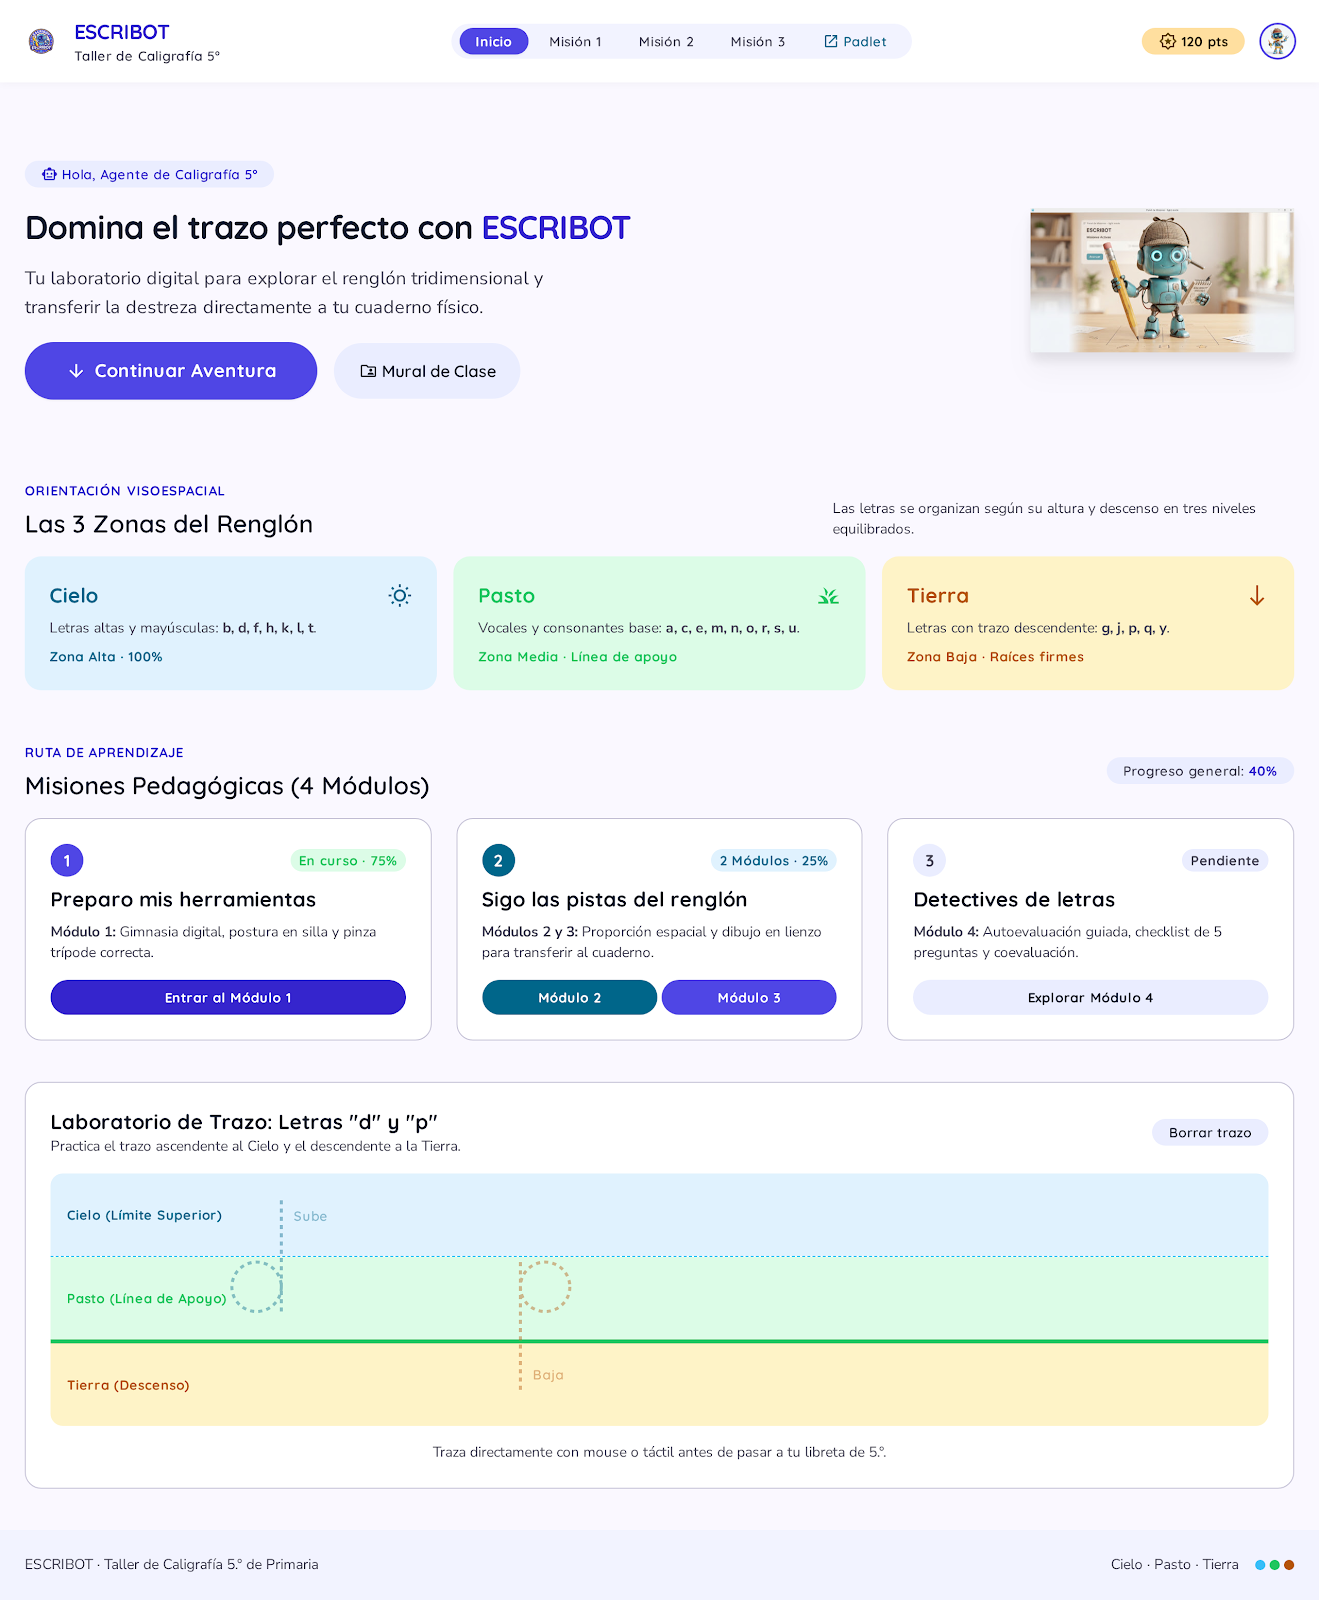 ESCRIBOT
Taller de Caligrafía 5°
Inicio
Misión 1
Misión 2
Misión 3
Padlet
120 pts
Hola, Agente de Caligrafía 5°
Domina el trazo perfecto con ESCRIBOT
Tu laboratorio digital para explorar el renglón tridimensional y
transferir la destreza directamente a tu cuaderno físico.
Continuar Aventura
Mural de Clase
ESCRIBOT
ORIENTACIÓN VISOESPACIAL
Las 3 Zonas del Renglón
Las letras se organizan según su altura y descenso en tres niveles
equilibrados.
Cielo
Letras altas y mayúsculas: b, d, f, h, k, l, t.
Zona Alta · 100%
Pasto
Vocales y consonantes base: a, c, e, m, n, o, r, s, u.
Zona Media · Línea de apoyo
Tierra
Letras con trazo descendente: g, j, p, q, y.
Zona Baja · Raíces firmes
RUTA DE APRENDIZAJE
Misiones Pedagógicas (4 Módulos)
Progreso general: 40%
1
En curso · 75%
Preparo mis herramientas
Módulo 1: Gimnasia digital, postura en silla y pinza
trípode correcta.
Entrar al Módulo 1
2
2 Módulos · 25%
Sigo las pistas del renglón
Módulos 2 y 3: Proporción espacial y dibujo en lienzo
para transferir al cuaderno.
Módulo 2
Módulo 3
3
Pendiente
Detectives de letras
Módulo 4: Autoevaluación guiada, checklist de 5
preguntas y coevaluación.
Explorar Módulo 4
Laboratorio de Trazo: Letras "d" y "p"
Practica el trazo ascendente al Cielo y el descendente a la Tierra.
Borrar trazo
Cielo (Límite Superior)
Sube
Pasto (Línea de Apoyo)
Tierra (Descenso)
Baja
Traza directamente con mouse o táctil antes de pasar a tu libreta de 5.º.
ESCRIBOT · Taller de Caligrafía 5.º de Primaria
Cielo · Pasto · Tierra